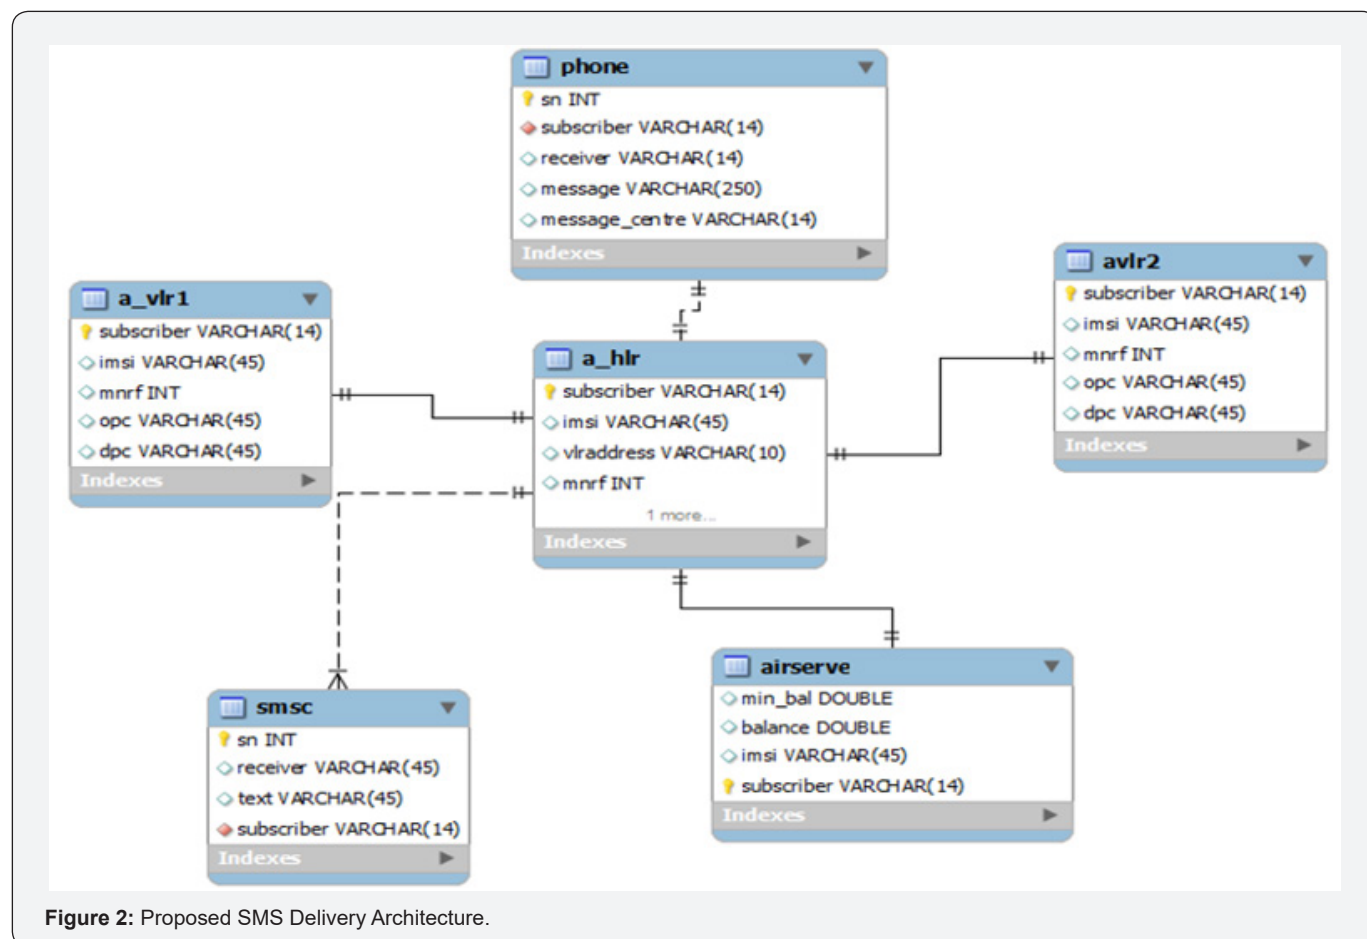 phone
sn INT
subscriber VARCHAR(14)
receiver VARCHAR(14)
message VARCHAR(250)
message_centre VARCHAR(14)
Indexes
avlr2
subscriber VARCHAR(14)
imsi VARCHAR(45)
mnrf INT
opc VARCHAR(45)
dpc VARCHAR(45)
Indexes
a_vlr1
subscriber VARCHAR(14)
imsi VARCHAR(45)
mnrf INT
opc VARCHAR(45)
dpc VARCHAR(45)
Indexes
a_hlr
subscriber VARCHAR(14)
imsi VARCHAR(45)
vlraddress VARCHAR(10)
mnrf INT
1 more...
Indexes
airserve
min_bal DOUBLE
balance DOUBLE
imsi VARCHAR(45)
subscriber VARCHAR(14)
Indexes
smsc
sn INT
receiver VARCHAR(45)
text VARCHAR(45)
subscriber VARCHAR(14)
Indexes
Figure 2: Proposed SMS Delivery Architecture.